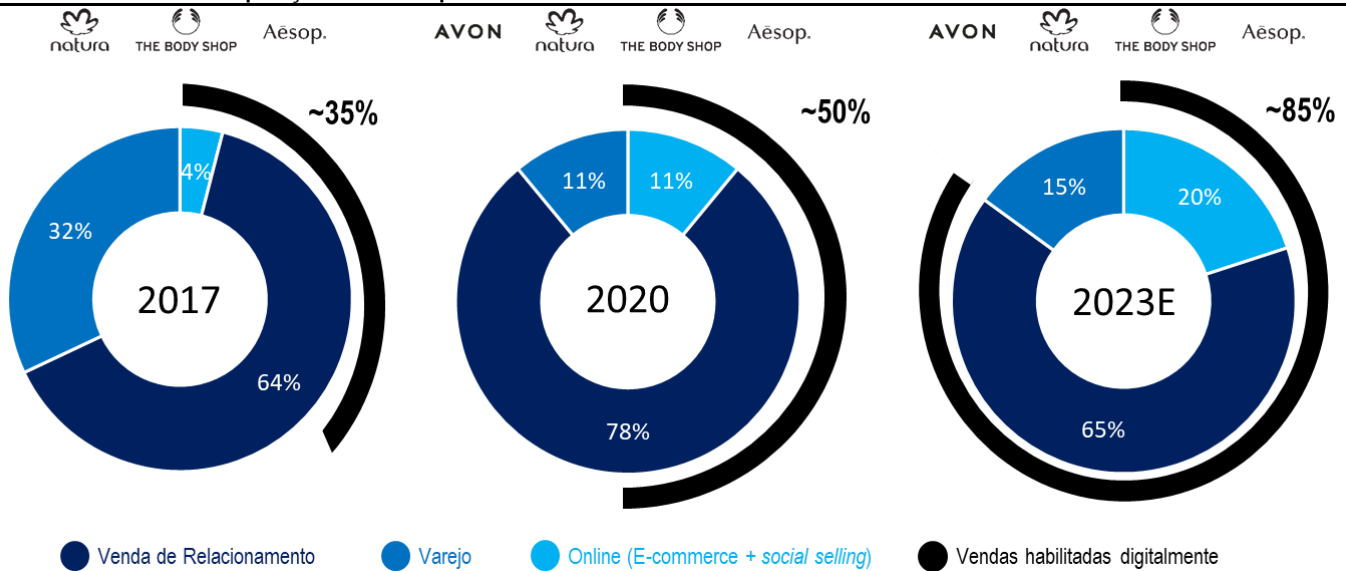 natura THE BODY SHOP Aēsop. AVON natura THE BODY SHOP Aēsop. AVON natura THE BODY SHOP Aēsop.
~35% ~50% ~85%
4% 32% 64% 2017
11% 11% 78% 2020
15% 20% 65% 2023E
Venda de Relacionamento Varejo Online (E-commerce + social selling) Vendas habilitadas digitalmente